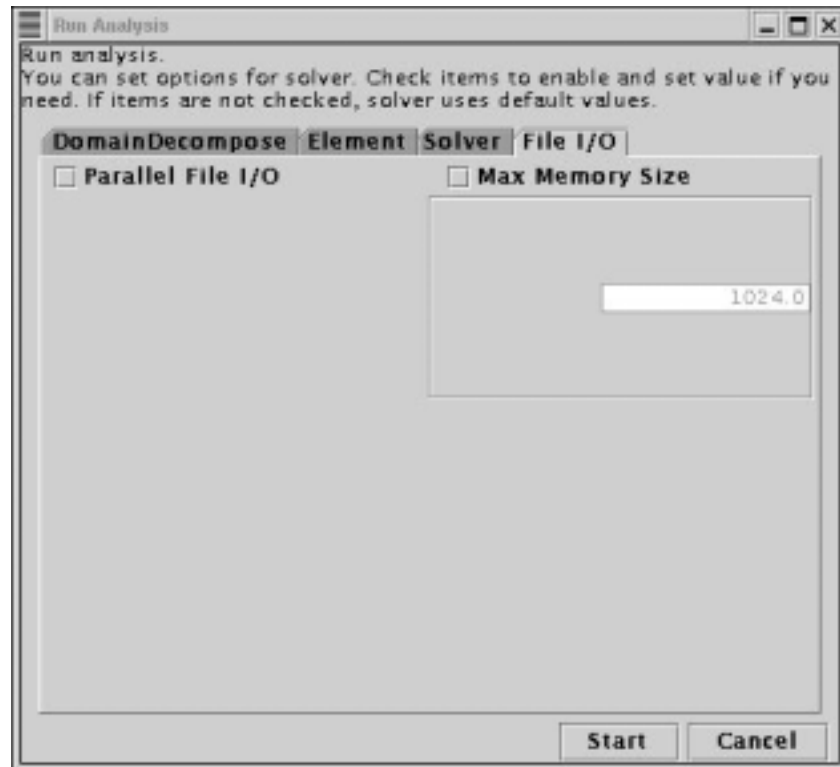 Run Analysis
Run analysis.
You can set options for solver. Check items to enable and set value if you
need. If items are not checked, solver uses default values.
DomainDecompose Element Solver File I/O
Parallel File I/O Max Memory Size
1024.0
Start Cancel